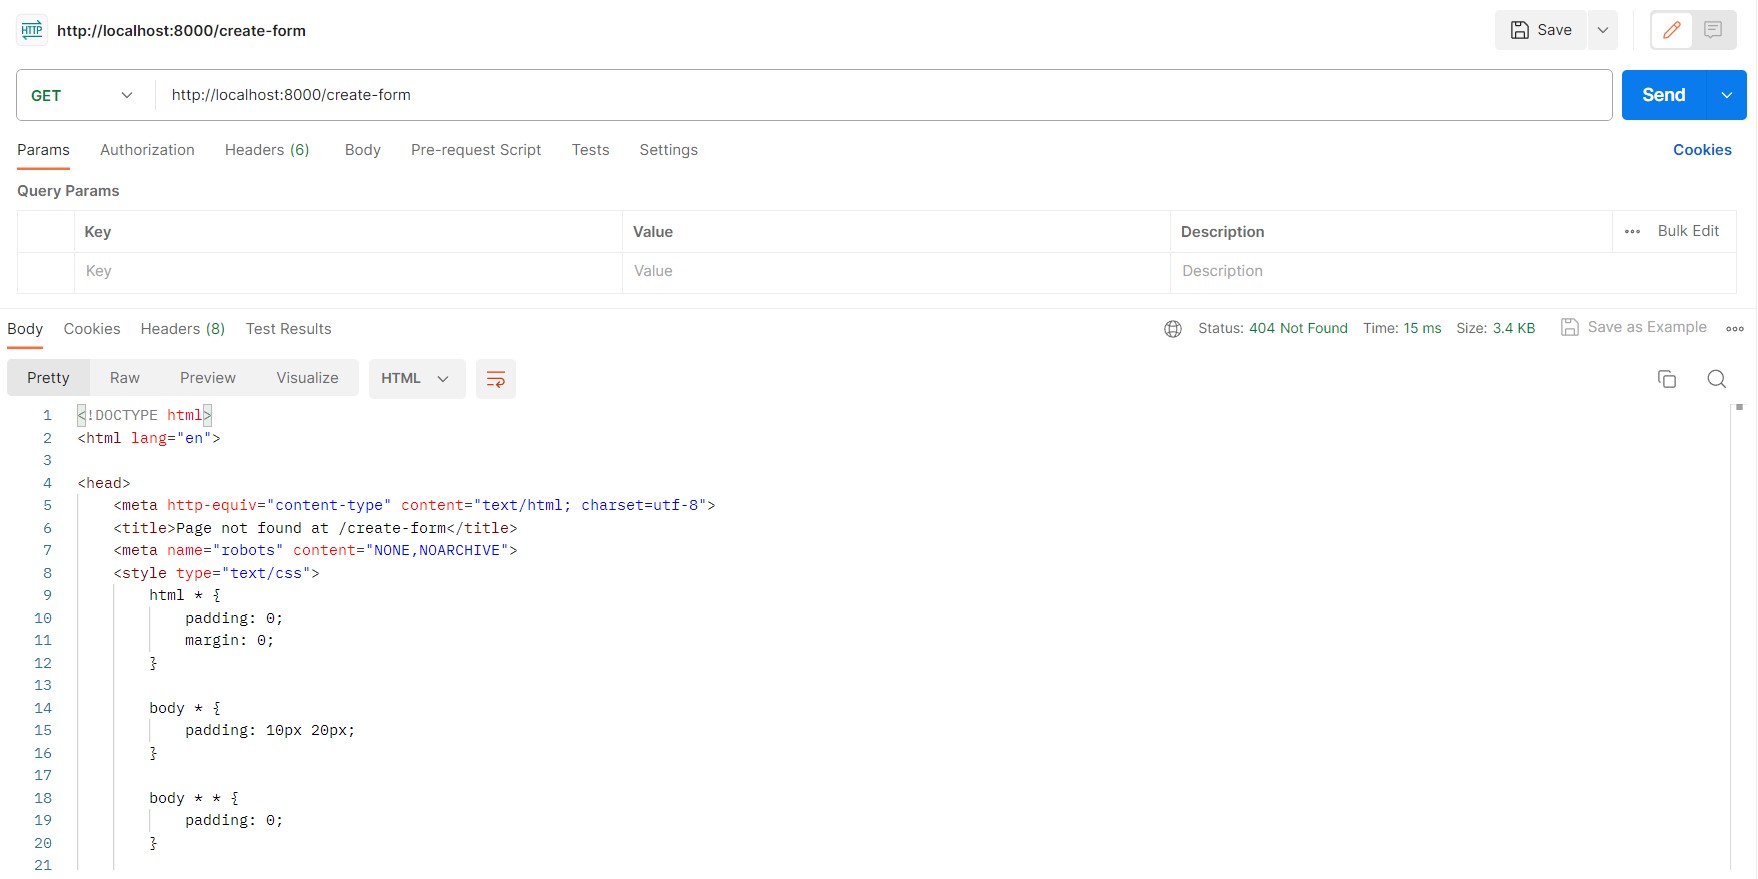 HTTP http://localhost:8000/create-form Save
GET http://localhost:8000/create-form Send
Params Authorization Headers (6) Body Pre-request Script Tests Settings Cookies
Query Params
Key Value Description ••• Bulk Edit
Key Value Description
Body Cookies Headers (8) Test Results Status: 404 Not Found Time: 15 ms Size: 3.4 KB Save as Example
Pretty Raw Preview Visualize HTML
1 <!DOCTYPE html>
2 <html lang="en">
3
4 <head>
5 <meta http-equiv="content-type" content="text/html; charset=utf-8">
6 <title>Page not found at /create-form</title>
7 <meta name="robots" content="NONE,NOARCHIVE">
8 <style type="text/css">
9 html * {
10 padding: 0;
11 margin: 0;
12 }
13
14 body * {
15 padding: 10px 20px;
16 }
17
18 body * * {
19 padding: 0;
20 }
21